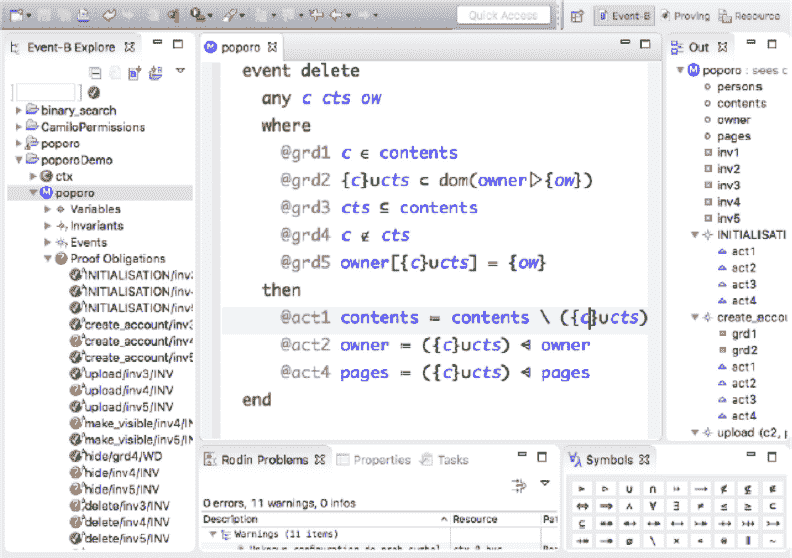 Quick Access
Event-B
Proving
Resource
Event-B Explore
binary_search
CamiloPermissions
poporo
poporoDemo
ctx
poporo
Variables
Invariants
Events
Proof Obligations
INITIALISATION/inv
INITIALISATION/inv
INITIALISATION/inv
create_account/inv
create_account/inv
create_account/inv
upload/inv3/INV
upload/inv4/INV
upload/inv5/INV
make_visible/inv4/IN
make_visible/inv5/IN
hide/grd4/WD
hide/inv4/INV
hide/inv5/INV
delete/inv3/INV
delete/inv4/INV
delete/inv5/INV
poporo
event delete
any c cts ow
where
@grd1 c ∈ contents
@grd2 {c}∪cts ⊂ dom(owner▷{ow})
@grd3 cts ⊆ contents
@grd4 c ∉ cts
@grd5 owner[{c}∪cts] = {ow}
then
@act1 contents ≔ contents \ ({c}∪cts)
@act2 owner ≔ ({c}∪cts) ⩤ owner
@act4 pages ≔ ({c}∪cts) ⩤ pages
end
Out
poporo : sees c
persons
contents
owner
pages
inv1
inv2
inv3
inv4
inv5
INITIALISATI
act1
act2
act3
act4
create_accou
grd1
grd2
act1
act2
act3
act4
upload (c2, p
Rodin Problems
Properties
Tasks
0 errors, 11 warnings, 0 infos
Description
Resource
Pat
Warnings (11 items)
Symbols